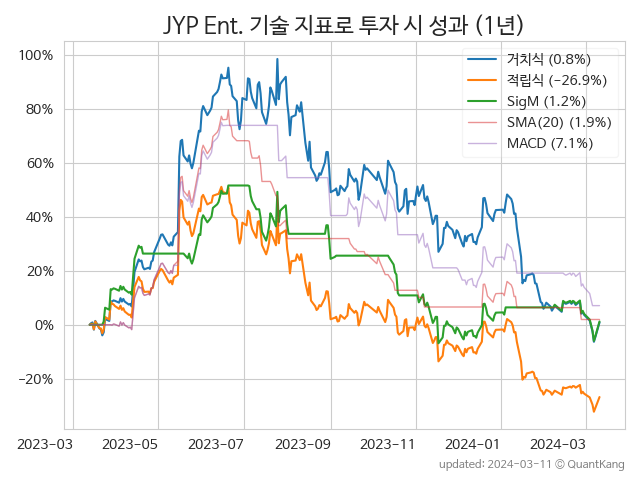 JYP Ent. 기술 지표로 투자 시 성과 (1년)
거치식 (0.8%)
적립식 (-26.9%)
SigM (1.2%)
SMA(20) (1.9%)
MACD (7.1%)
100%
80%
60%
40%
20%
0%
-20%
2023-03 2023-05 2023-07 2023-09 2023-11 2024-01 2024-03
updated: 2024-03-11 © QuantKang